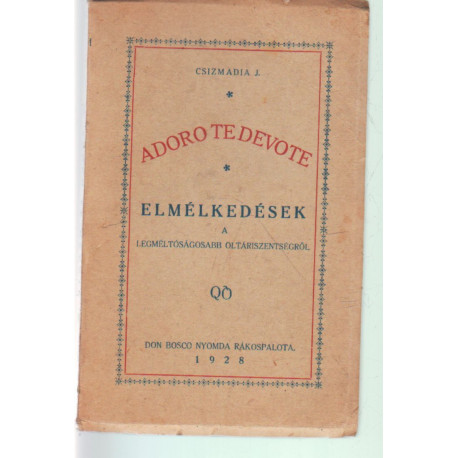 CSIZMADIA J.
ADORO TE DEVOTE
ELMÉLKEDÉSEK
A
LEGMÉLTÓSÁGOSABB OLTÁRISZENTSÉGRŐL
DON BOSCO NYOMDA RÁKOSPALOTA.
1928